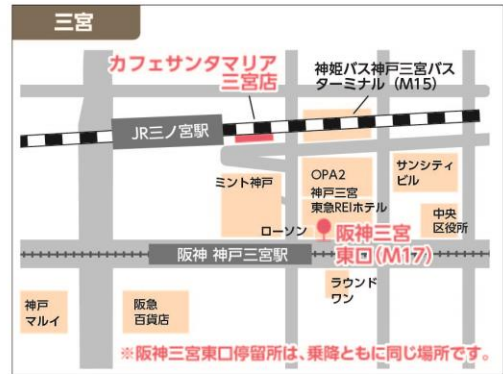 三宮
カフェサンタマリア
三宮店
神姫バス神戸三宮バス
ターミナル（M15）
JR三ノ宮駅
ミント神戸
OPA2
神戸三宮
東急REIホテル
サンシティ
ビル
ローソン
中央
区役所
阪神三宮
東口(M17)
阪神 神戸三宮駅
ラウンド
ワン
神戸
マルイ
阪急
百貨店
※阪神三宮東口停留所は、乗降ともに同じ場所です。